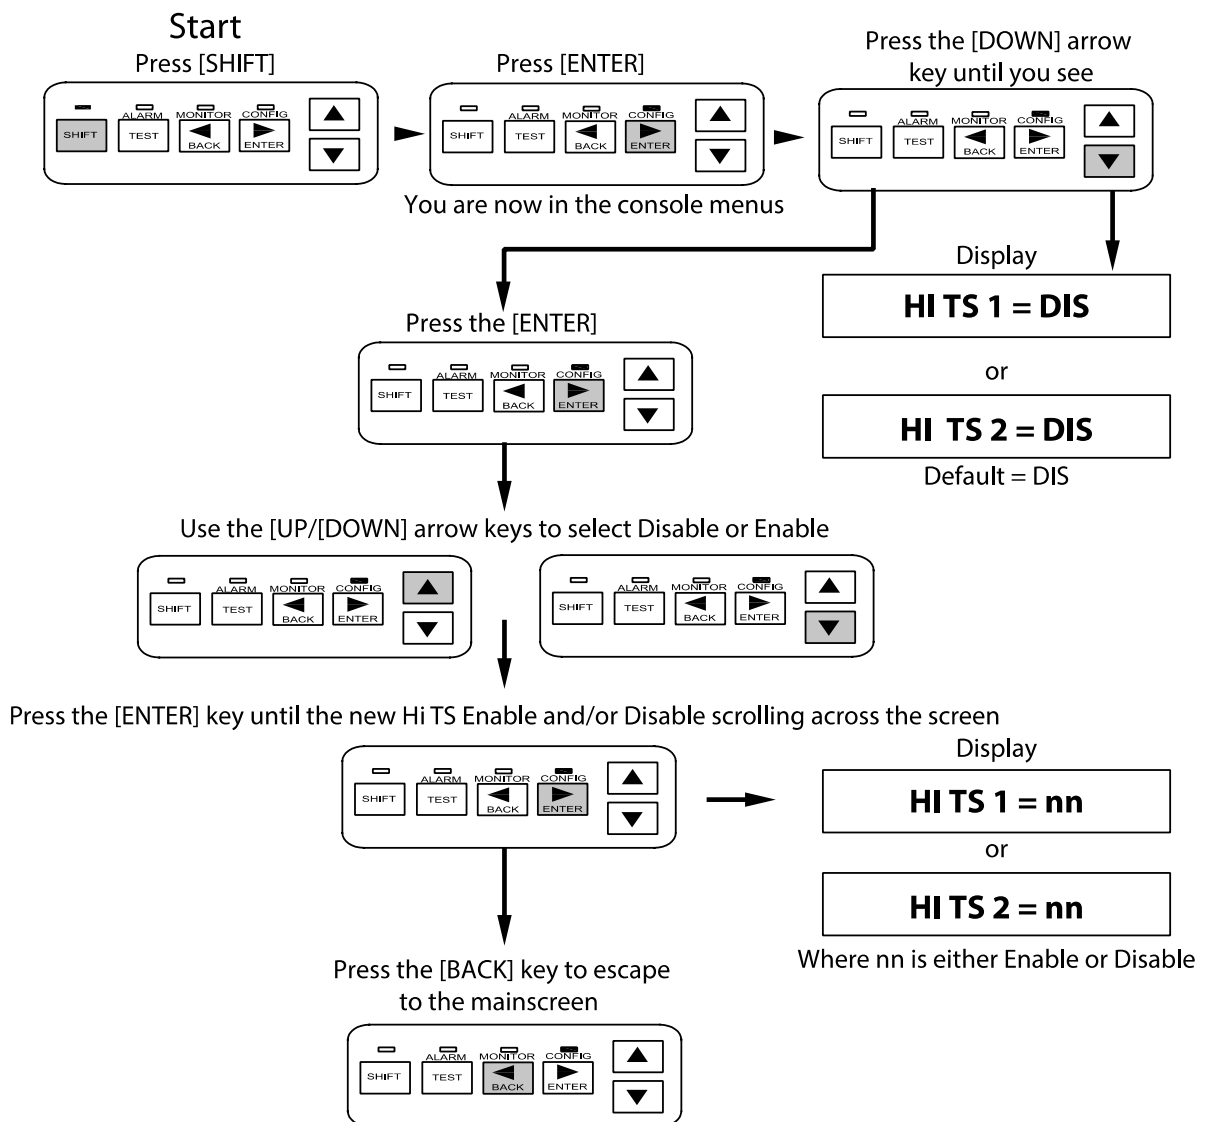 Start
Press [SHIFT]
SHIFT
ALARM
TEST
MONITOR
BACK
CONFIG
ENTER
Press [ENTER]
SHIFT
ALARM
TEST
MONITOR
BACK
CONFIG
ENTER
You are now in the console menus
Press the [DOWN] arrow
key until you see
SHIFT
ALARM
TEST
MONITOR
BACK
CONFIG
ENTER
Display
HI TS 1 = DIS
or
HI TS 2 = DIS
Default = DIS
Press the [ENTER]
SHIFT
ALARM
TEST
MONITOR
BACK
CONFIG
ENTER
Use the [UP/[DOWN] arrow keys to select Disable or Enable
SHIFT
ALARM
TEST
MONITOR
BACK
CONFIG
ENTER
SHIFT
ALARM
TEST
MONITOR
BACK
CONFIG
ENTER
Press the [ENTER] key until the new Hi TS Enable and/or Disable scrolling across the screen
SHIFT
ALARM
TEST
MONITOR
BACK
CONFIG
ENTER
Display
HI TS 1 = nn
or
HI TS 2 = nn
Where nn is either Enable or Disable
Press the [BACK] key to escape
to the mainscreen
SHIFT
ALARM
TEST
MONITOR
BACK
CONFIG
ENTER